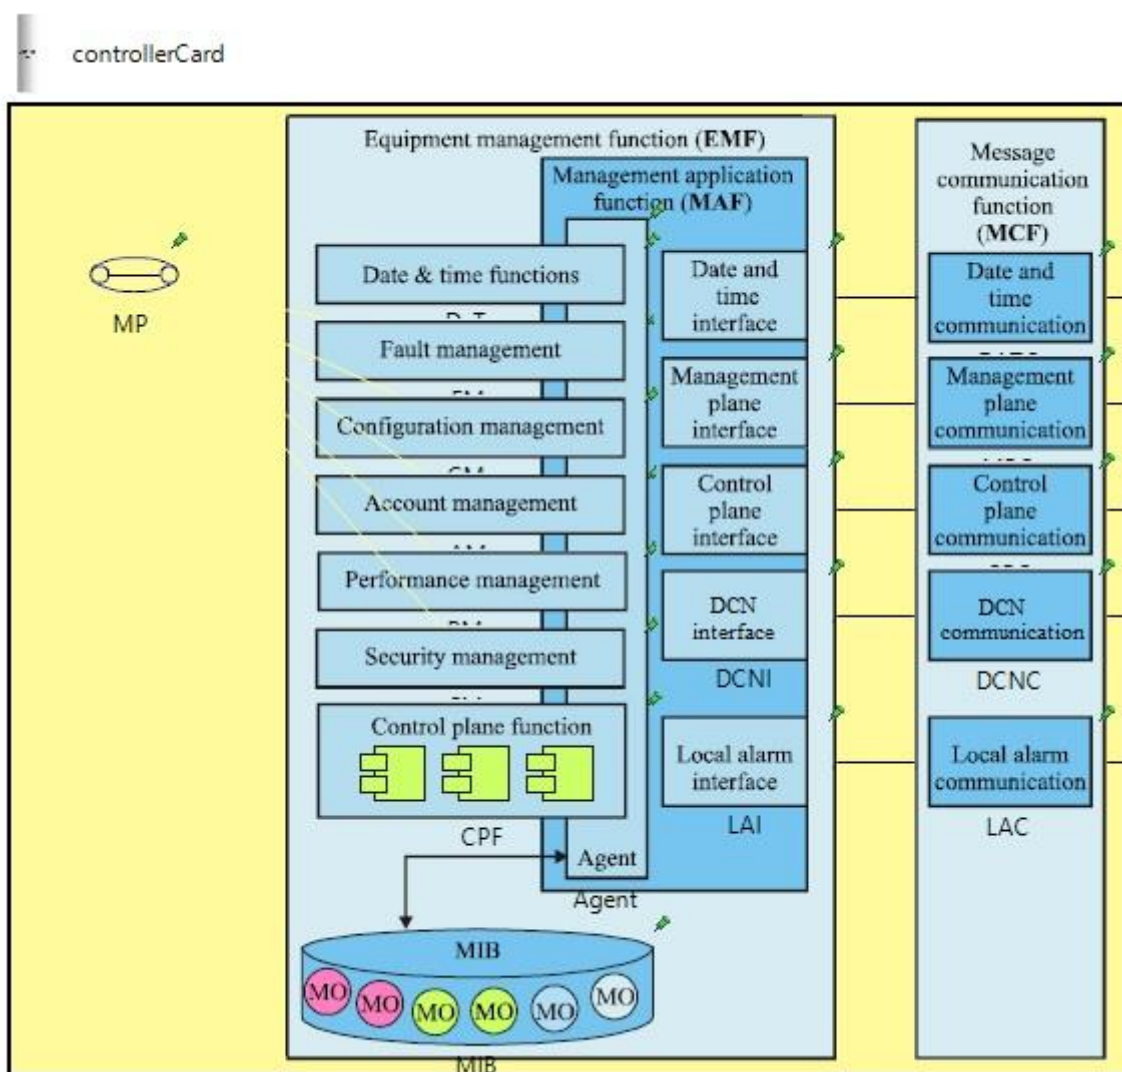 controllerCard
Equipment management function (EMF)
Management application
function (MAF)
Message
communication
function
(MCF)
MP
Date & time functions
Fault management
Configuration management
Account management
Performance management
Security management
Control plane function
CPF
Date and
time
interface
Management
plane
interface
Control
plane
interface
DCN
interface
DCNI
Local alarm
interface
LAI
Agent
Agent
Date and
time
communication
Management
plane
communication
Control
plane
communication
DCN
communication
DCNC
Local alarm
communication
LAC
MIB
MO
MO
MO
MO
MO
MO
MIB